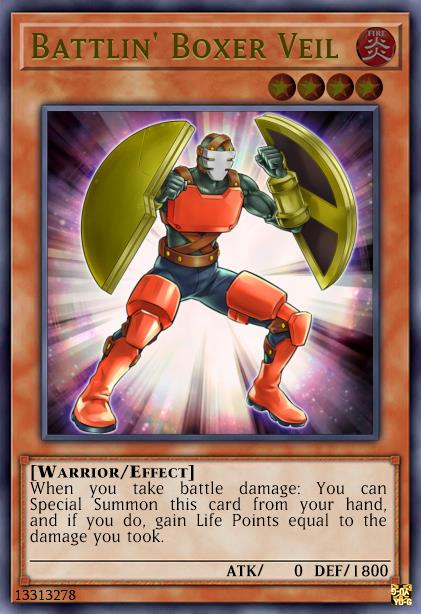 BATTLIN' BOXER VEIL
FIRE
炎
[WARRIOR/EFFECT]
When you take battle damage: You can
Special Summon this card from your hand,
and if you do, gain Life Points equal to the
damage you took.
ATK/ 0 DEF/1800
13313278